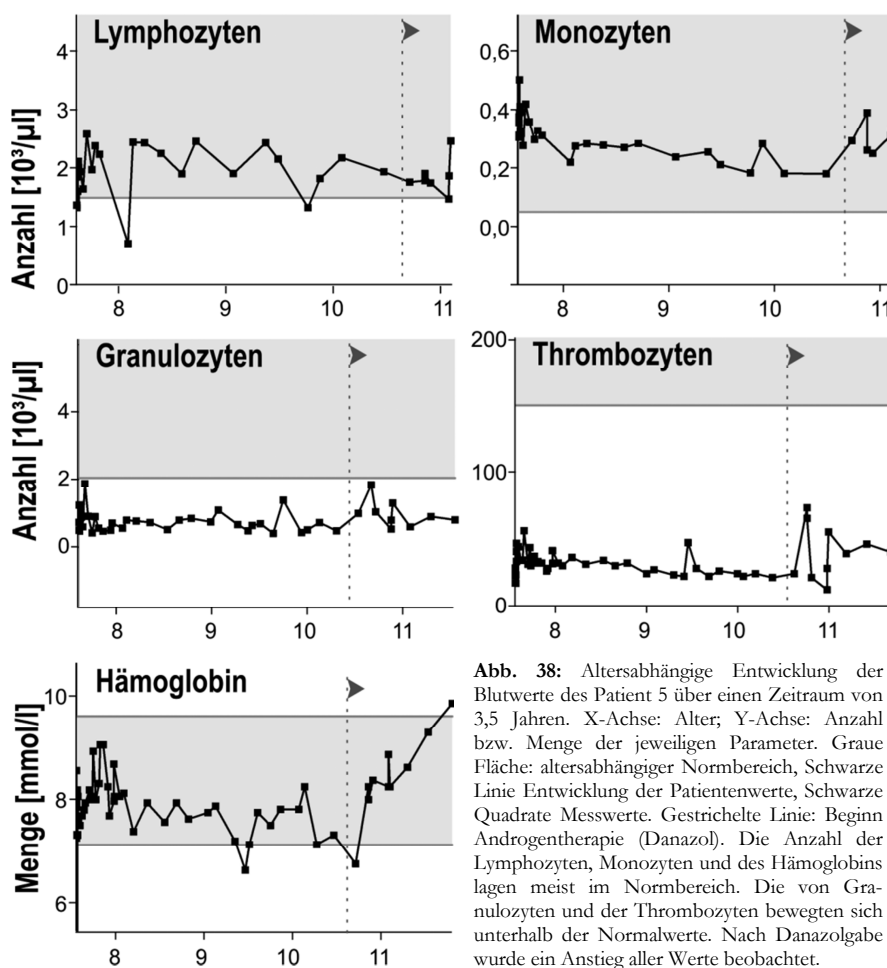 Lymphozyten
Anzahl [10³/µl]
4
3
2
1
0
8
9
10
11
Monozyten
0,6
0,4
0,2
0,0
8
9
10
11
Granulozyten
Anzahl [10³/µl]
4
2
0
8
9
10
11
Thrombozyten
200
100
0
8
9
10
11
Hämoglobin
Menge [mmol/l]
10
8
6
8
9
10
11
Abb. 38: Altersabhängige Entwicklung der
Blutwerte des Patient 5 über einen Zeitraum von
3,5 Jahren. X-Achse: Alter; Y-Achse: Anzahl
bzw. Menge der jeweiligen Parameter. Graue
Fläche: altersabhängiger Normbereich, Schwarze
Linie Entwicklung der Patientenwerte, Schwarze
Quadrate Messwerte. Gestrichelte Linie: Beginn
Androgentherapie (Danazol). Die Anzahl der
Lymphozyten, Monozyten und des Hämoglobins
lagen meist im Normbereich. Die von Gra-
nulozyten und der Thrombozyten bewegten sich
unterhalb der Normalwerte. Nach Danazolgabe
wurde ein Anstieg aller Werte beobachtet.